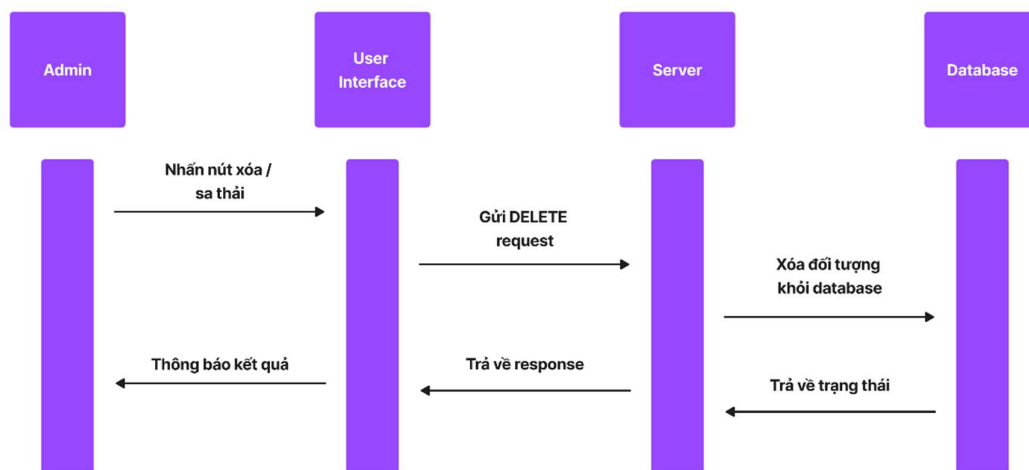 Admin
User
Interface
Server
Database
Nhấn nút xóa /
sa thải
Gửi DELETE
request
Xóa đối tượng
khỏi database
Thông báo kết quả
Trả về response
Trả về trạng thái